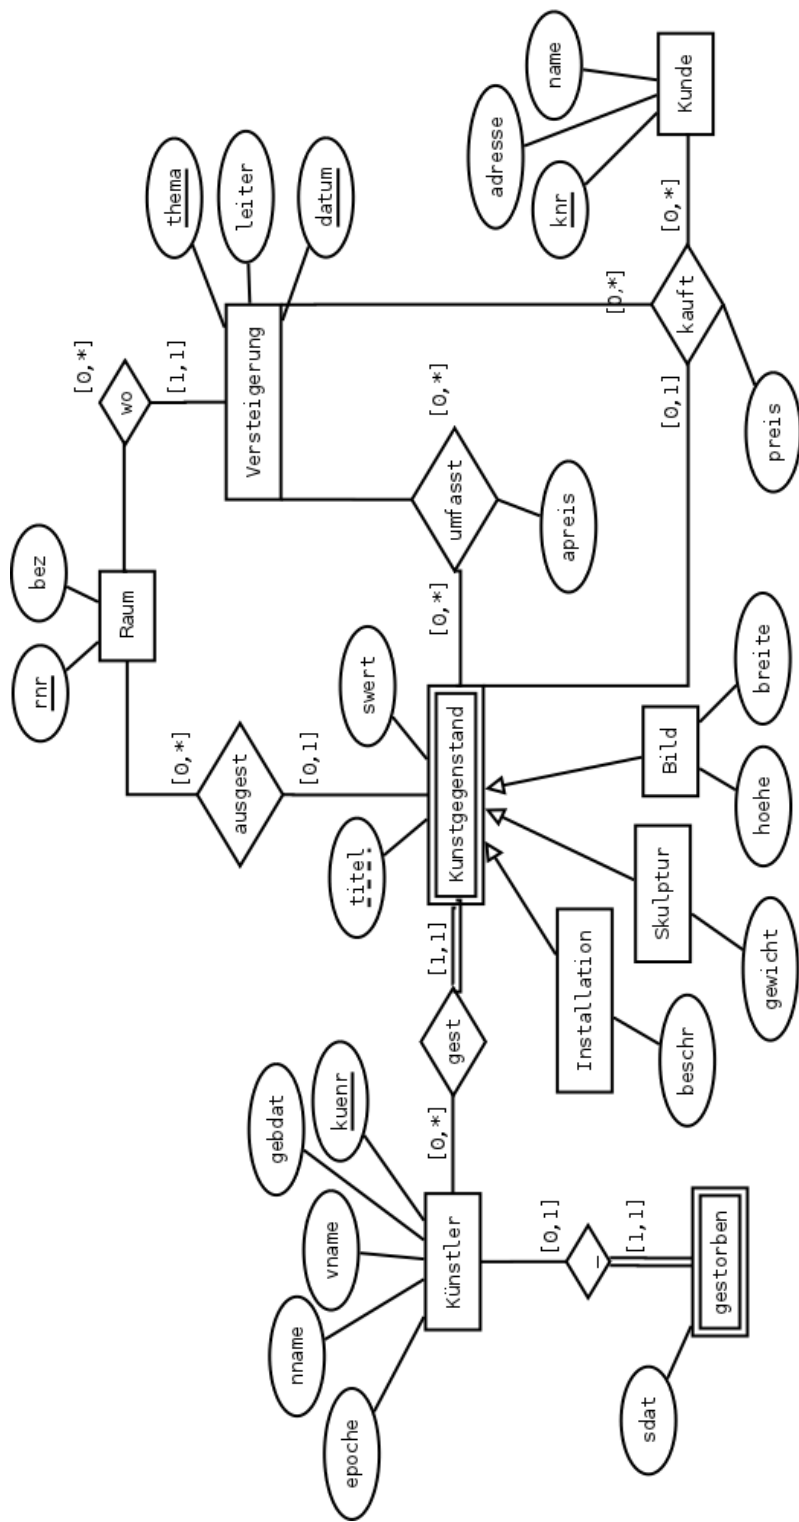 epoche
nname
vname
gebdat
kuenr
Künstler
[0,1]
–
[1,1]
gestorben
sdat
[0,*]
gest
[1,1]
titel
swert
Kunstgegenstand
Installation
beschr
Skulptur
gewicht
Bild
hoehe
breite
[0,1]
ausgest
[0,*]
rnr
bez
Raum
wo
[0,*]
[1,1]
thema
leiter
datum
Versteigerung
[0,*]
umfasst
[0,*]
apreis
[0,1]
kauft
[0,*]
[0,*]
preis
knr
adresse
name
Kunde